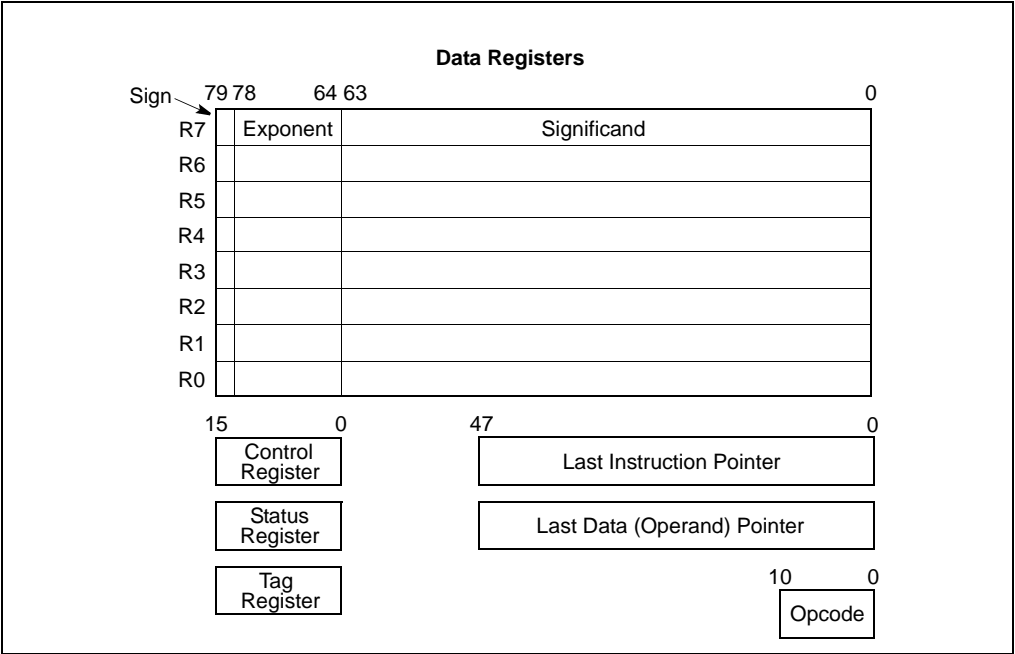 Data Registers
Sign 79 78 64 63 0
R7 Exponent Significand
R6
R5
R4
R3
R2
R1
R0
15 0 47 0
Control Register Last Instruction Pointer
Status Register Last Data (Operand) Pointer
10 0
Tag Register
Opcode